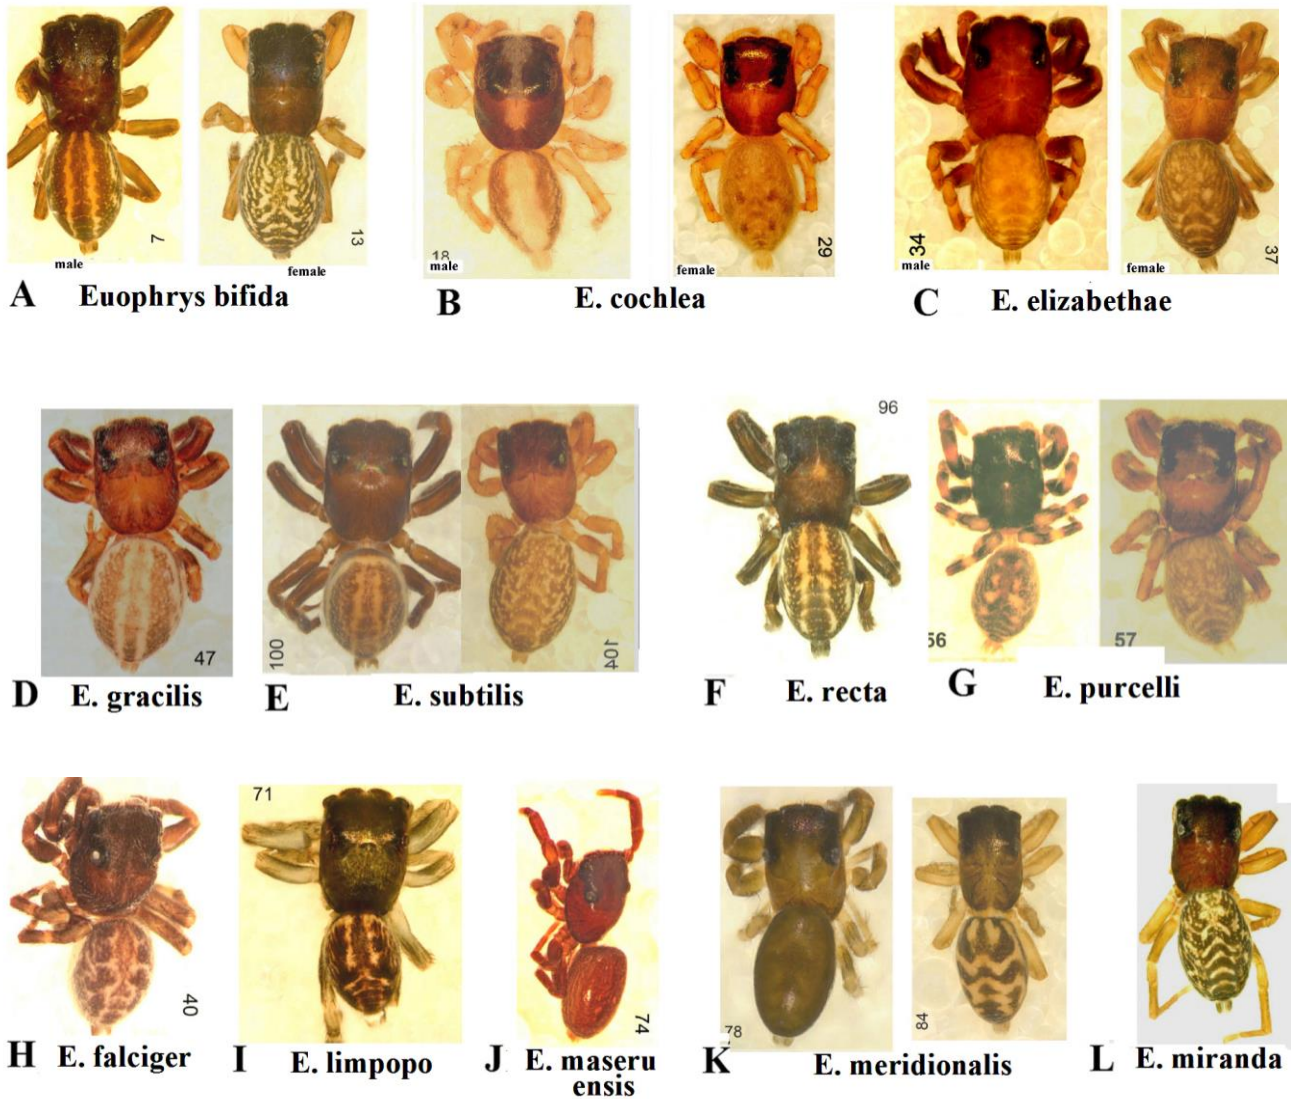 7
male
13
female
A Euophrys bifida
18
male
29
female
B E. cochlea
34
male
37
female
C E. elizabethae
47
D E. gracilis
100
104
E E. subtilis
96
F E. recta
56
57
G E. purcelli
40
H E. falciger
71
I E. limpopo
74
J E. maseru
ensis
78
84
K E. meridionalis
L E. miranda